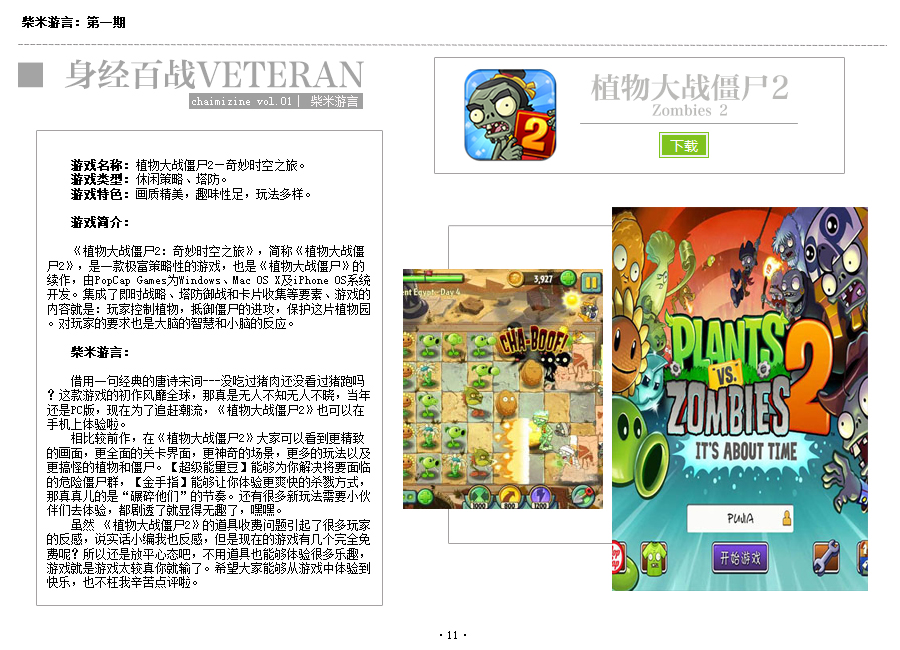 柴米游言：第一期
身经百战VETERAN
chaimizine vol.01│ 柴米游言
游戏名称：植物大战僵尸2—奇妙时空之旅。
游戏类型：休闲策略、塔防。
游戏特色：画质精美，趣味性足，玩法多样。
游戏简介：
《植物大战僵尸2：奇妙时空之旅》，简称《植物大战僵
尸2》，是一款极富策略性的游戏，也是《植物大战僵尸》的
续作，由PopCap Games为Windows、Mac OS X及iPhone OS系统
开发。集成了即时战略、塔防御战和卡片收集等要素、游戏的
内容就是：玩家控制植物，抵御僵尸的进攻，保护这片植物园
。对玩家的要求也是大脑的智慧和小脑的反应。
柴米游言：
借用一句经典的唐诗宋词---没吃过猪肉还没看过猪跑吗
？这款游戏的初作风靡全球，那真是无人不知无人不晓，当年
还是PC版，现在为了追赶潮流，《植物大战僵尸2》也可以在
手机上体验啦。
相比较前作，在《植物大战僵尸2》大家可以看到更精致
的画面，更全面的关卡界面，更神奇的场景，更多的玩法以及
更搞怪的植物和僵尸。【超级能量豆】能够为你解决将要面临
的危险僵尸群，【金手指】能够让你体验更爽快的杀戮方式，
那真真儿的是“碾碎他们”的节奏。还有很多新玩法需要小伙
伴们去体验，都剧透了就显得无趣了，嘿嘿。
虽然 《植物大战僵尸2》的道具收费问题引起了很多玩家
的反感，说实话小编我也反感，但是现在的游戏有几个完全免
费呢？所以还是放平心态吧，不用道具也能够体验很多乐趣，
游戏就是游戏太较真你就输了。希望大家能够从游戏中体验到
快乐，也不枉我辛苦点评啦。
2
植物大战僵尸2
Zombies 2
下载
3,927
ent Egypt - Day 4
CHA-BOOF!
1000
800
1200
PLANTS
VS.
ZOMBIES 2
IT'S ABOUT TIME
开始游戏
·11·